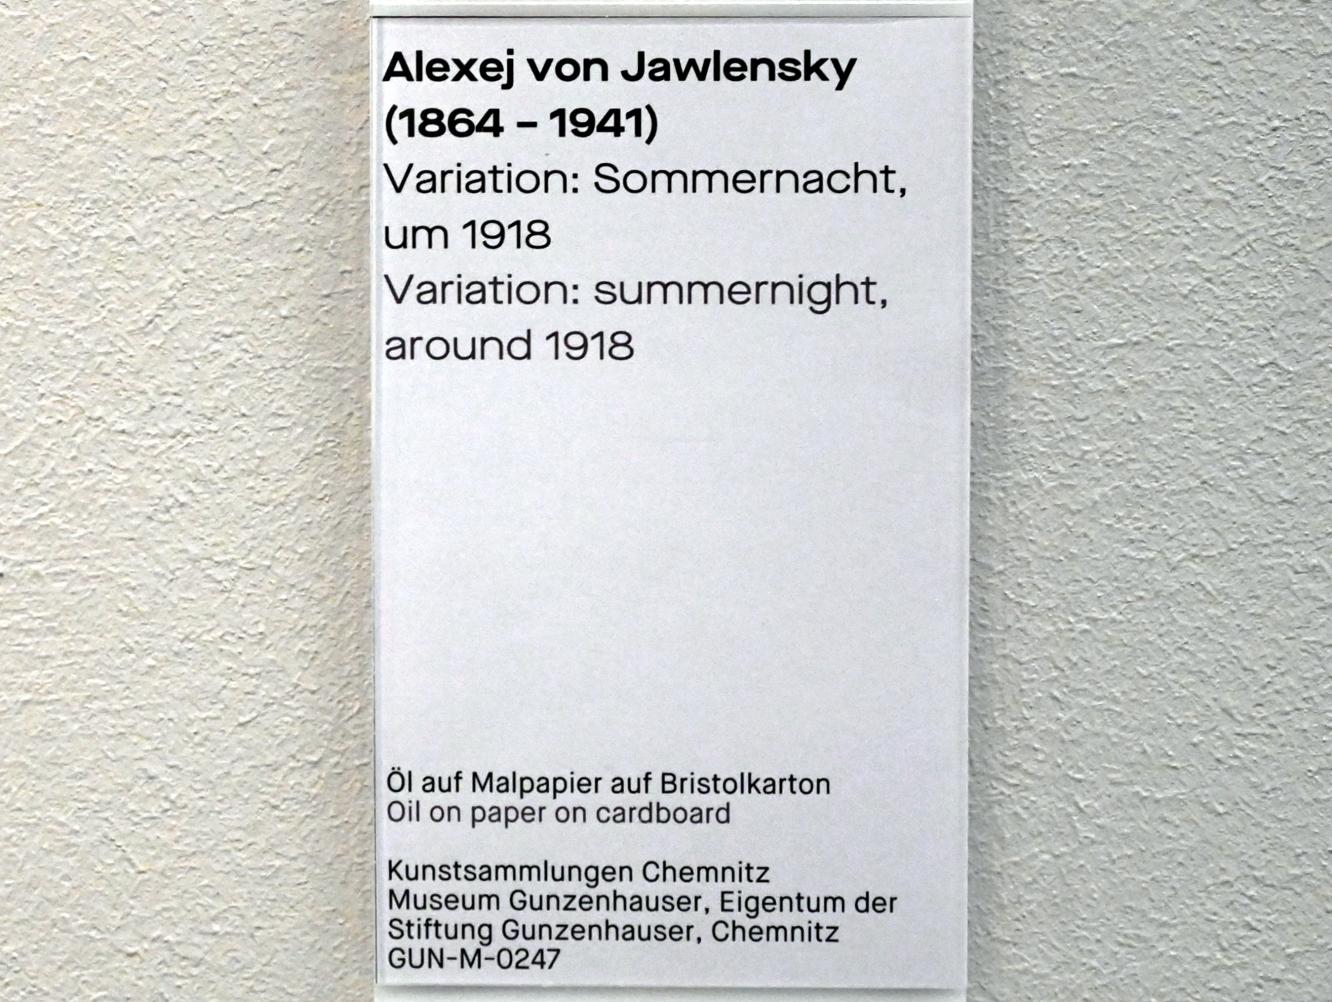 Alexej von Jawlensky
(1864 – 1941)
Variation: Sommernacht,
um 1918
Variation: summernight,
around 1918
Öl auf Malpapier auf Bristolkarton
Oil on paper on cardboard
Kunstsammlungen Chemnitz
Museum Gunzenhauser, Eigentum der
Stiftung Gunzenhauser, Chemnitz
GUN-M-0247